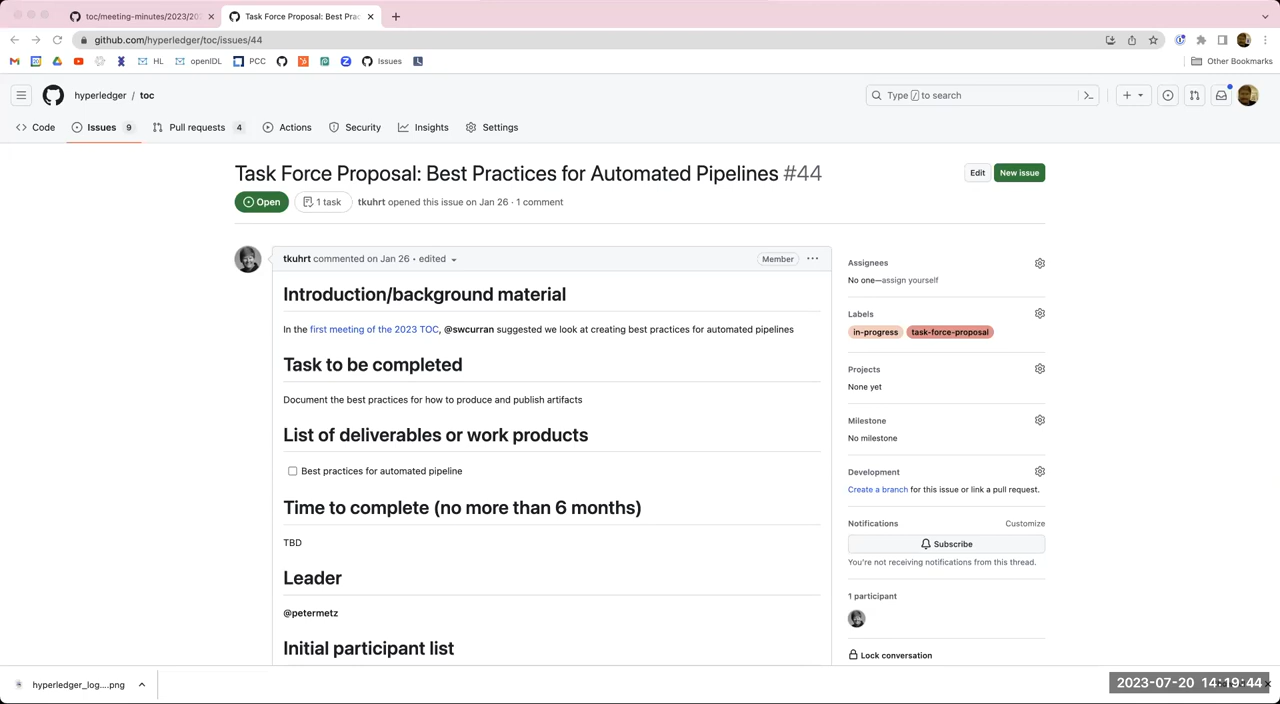 toc/meeting-minutes/2023/202
Task Force Proposal: Best Prac
github.com/hyperledger/toc/issues/44
HL
openIDL
PCC
Issues
Other Bookmarks
hyperledger / toc
Type / to search
Code
Issues 9
Pull requests 4
Actions
Security
Insights
Settings
Task Force Proposal: Best Practices for Automated Pipelines #44
Edit
New issue
Open
1 task
tkuhrt opened this issue on Jan 26 · 1 comment
tkuhrt commented on Jan 26 • edited
Member
Introduction/background material
In the first meeting of the 2023 TOC, @swcurran suggested we look at creating best practices for automated pipelines
Task to be completed
Document the best practices for how to produce and publish artifacts
List of deliverables or work products
Best practices for automated pipeline
Time to complete (no more than 6 months)
TBD
Leader
@petermetz
Initial participant list
Assignees
No one—assign yourself
Labels
in-progress
task-force-proposal
Projects
None yet
Milestone
No milestone
Development
Create a branch for this issue or link a pull request.
Notifications
Customize
Subscribe
You're not receiving notifications from this thread.
1 participant
Lock conversation
hyperledger_log....png
2023-07-20 14:19:44